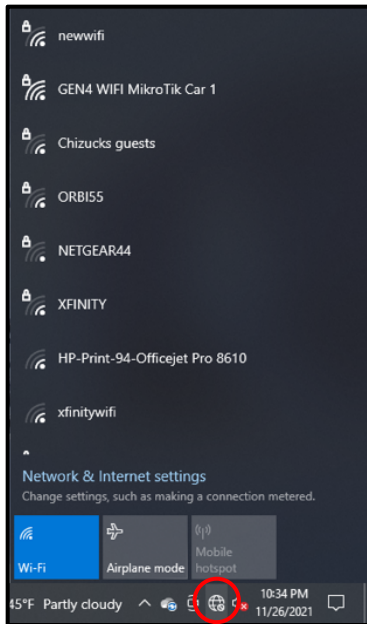 newwifi
GEN4 WIFI MikroTik Car 1
Chizucks guests
ORBI55
NETGEAR44
XFINITY
HP-Print-94-Officejet Pro 8610
xfinitywifi
Network & Internet settings
Change settings, such as making a connection metered.
Wi-Fi
Airplane mode
Mobile
hotspot
45°F Partly cloudy
10:34 PM
11/26/2021